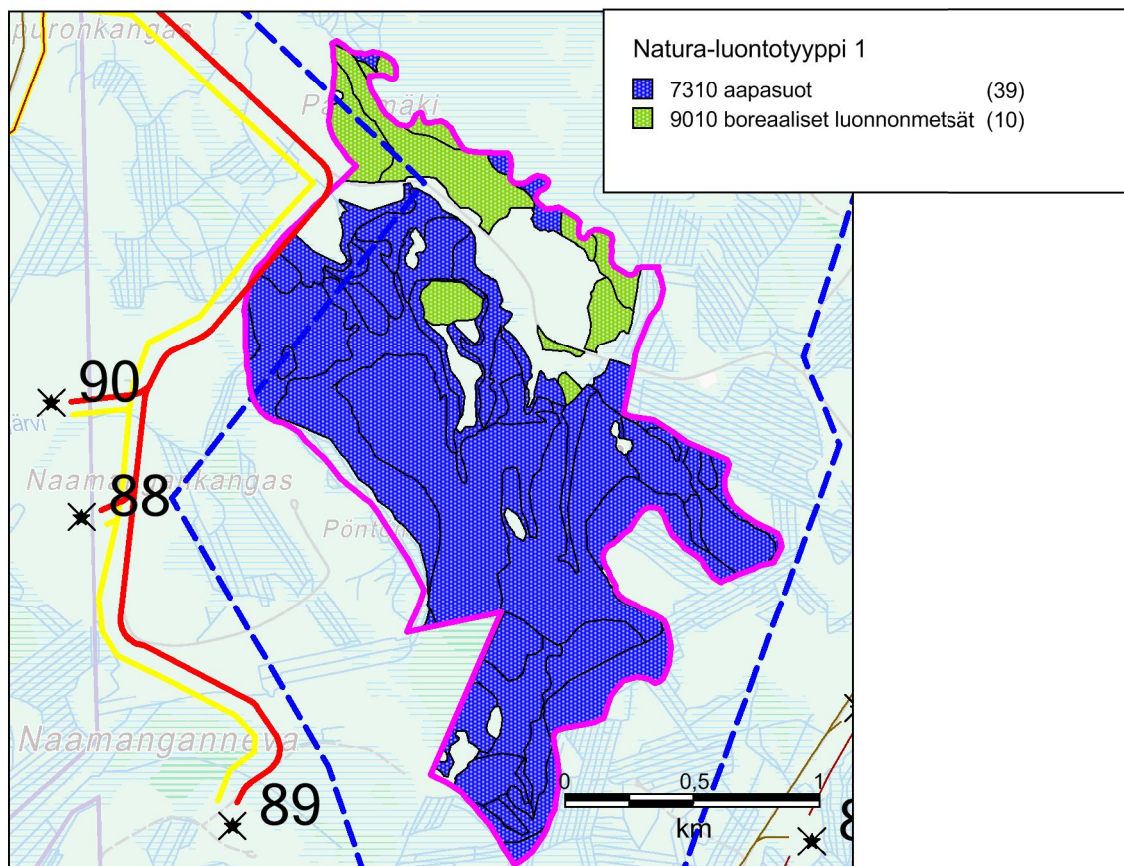 puronkangas
Natura-luontotyyppi 1
7310 aapasuot (39)
9010 boreaaliset luonnonmetsät (10)
90
järvi
88
Naamanganneva
89
0 0,5 1
km